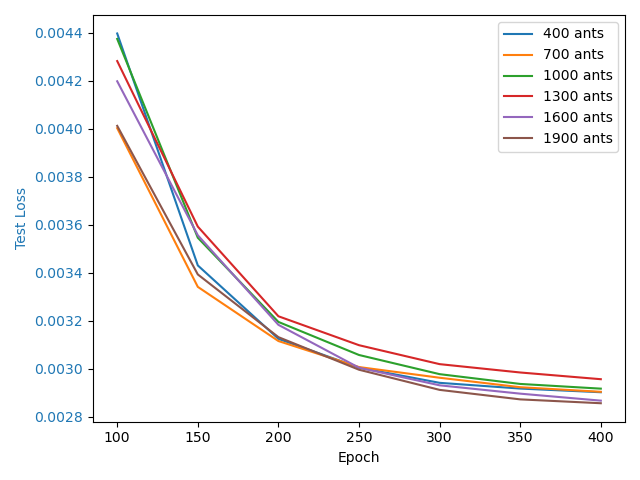 0.0044
0.0042
0.0040
0.0038
0.0036
0.0034
0.0032
0.0030
0.0028
Test Loss
400 ants
700 ants
1000 ants
1300 ants
1600 ants
1900 ants
100 150 200 250 300 350 400
Epoch